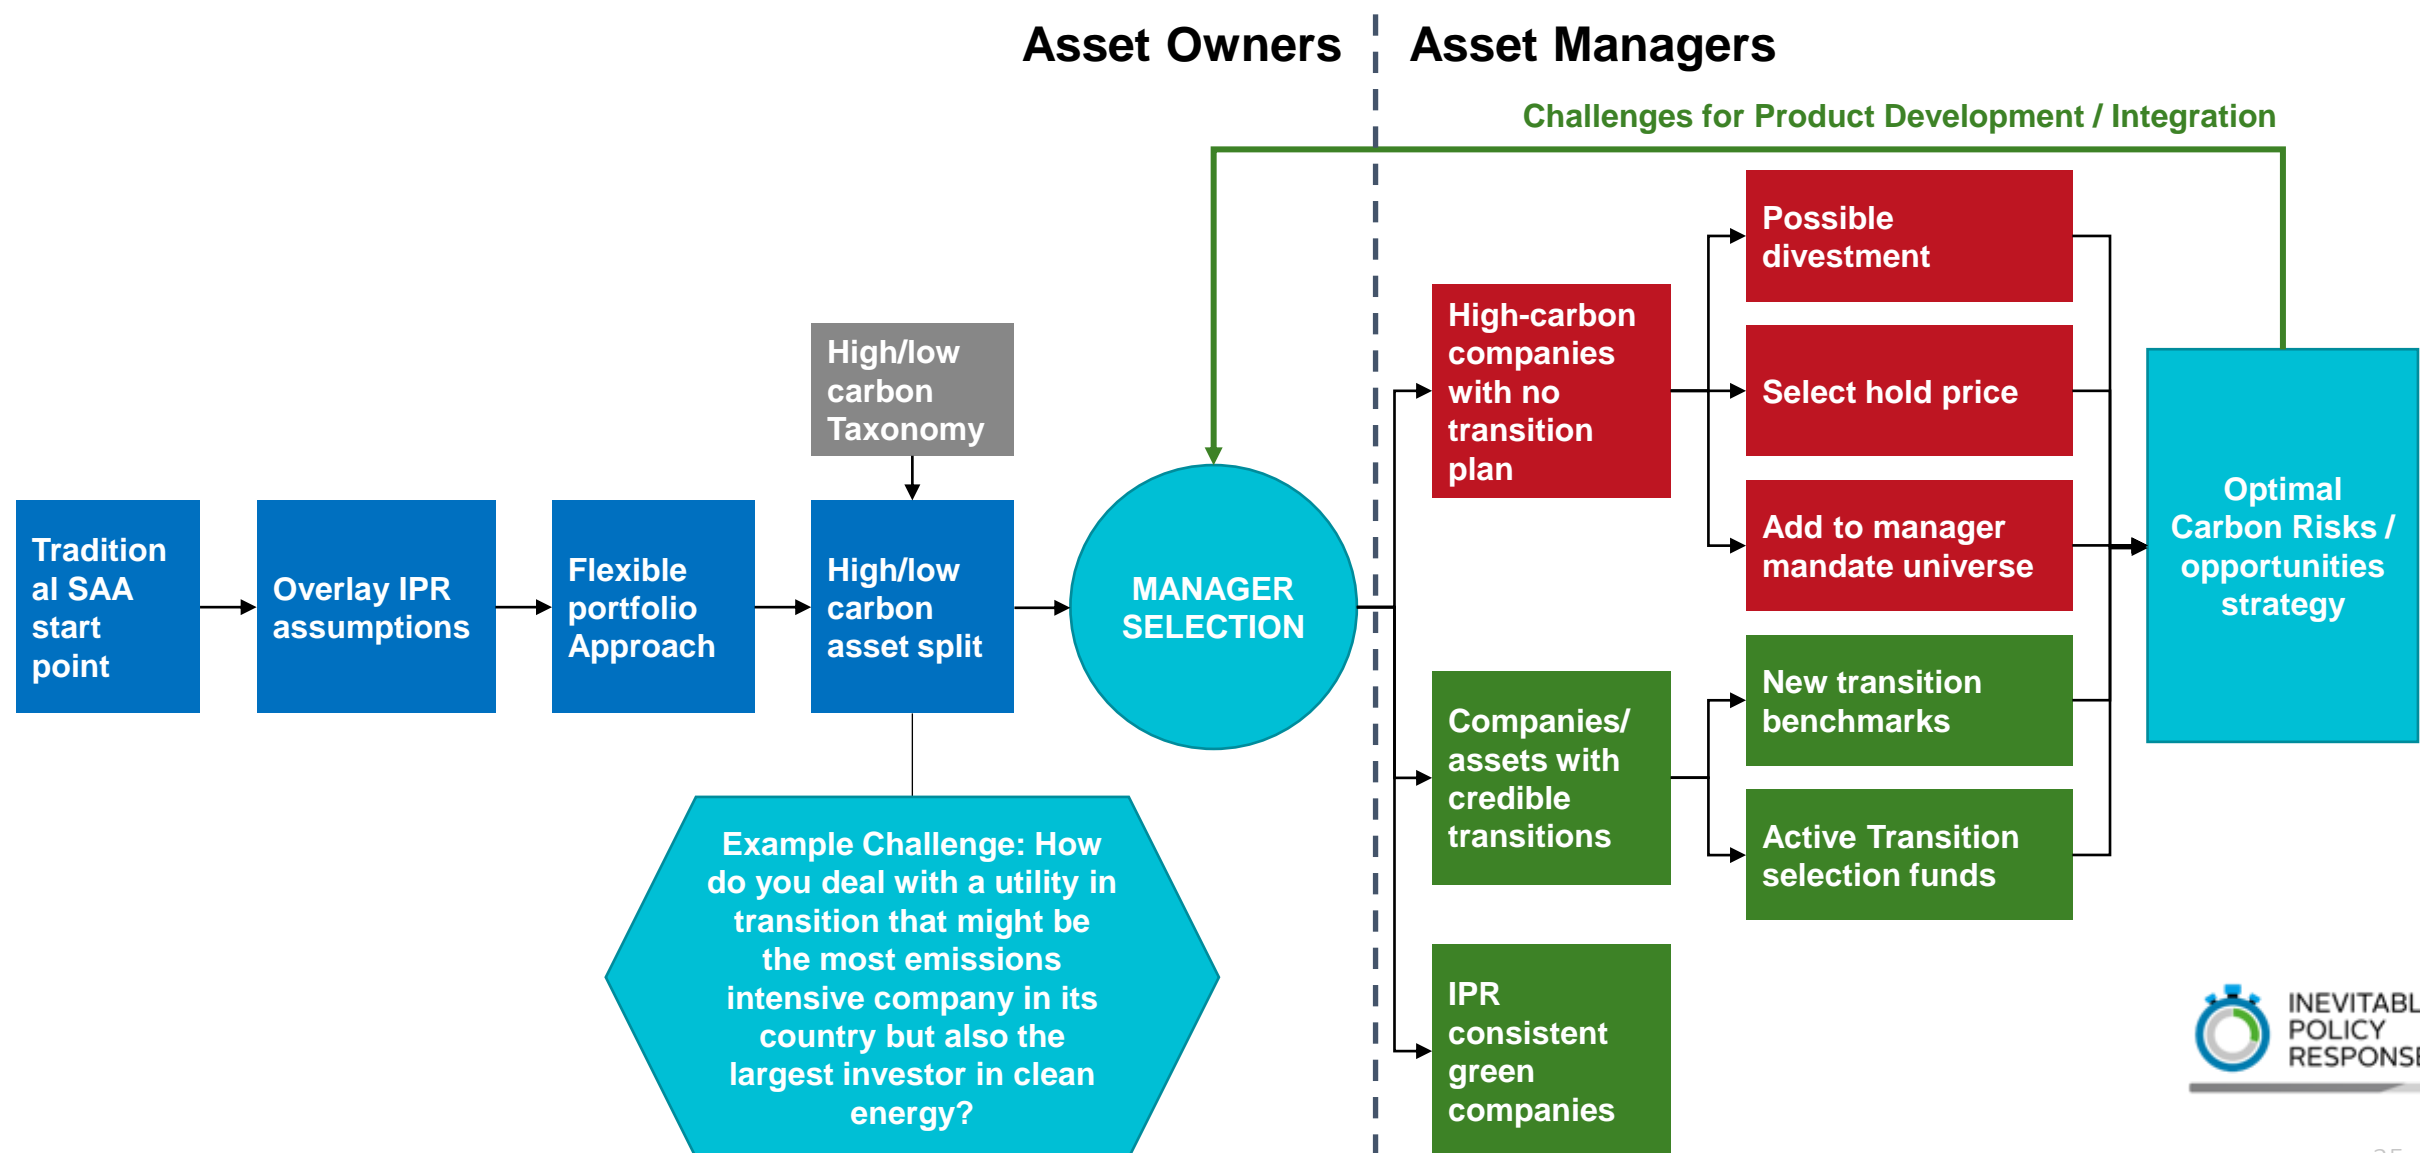 Asset Owners
Asset Managers
Challenges for Product Development / Integration
Tradition
al SAA
start
point
Overlay IPR
assumptions
Flexible
portfolio
Approach
High/low
carbon
Taxonomy
High/low
carbon
asset split
Example Challenge: How
do you deal with a utility in
transition that might be
the most emissions
intensive company in its
country but also the
largest investor in clean
energy?
MANAGER
SELECTION
High-carbon
companies
with no
transition
plan
Possible
divestment
Select hold price
Add to manager
mandate universe
Companies/
assets with
credible
transitions
New transition
benchmarks
Active Transition
selection funds
IPR
consistent
green
companies
Optimal
Carbon Risks /
opportunities
strategy
INEVITABL
POLICY
RESPONSE